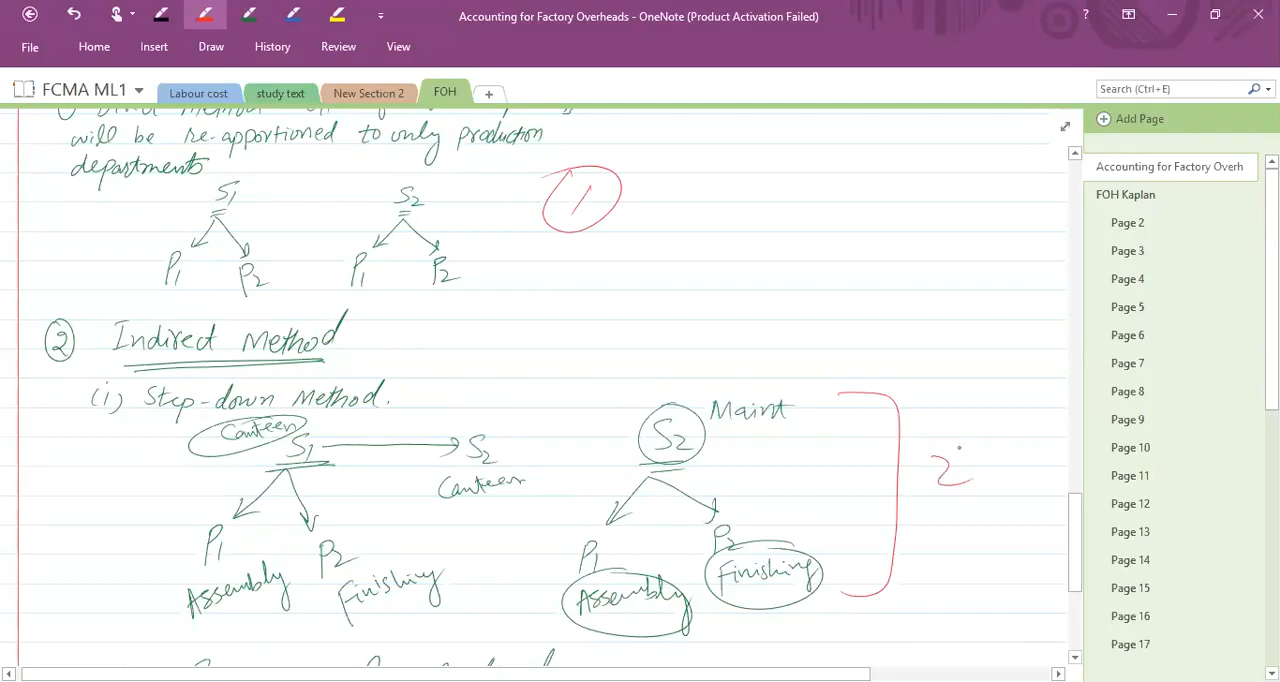 Accounting for Factory Overheads - OneNote (Product Activation Failed)
?
File Home Insert Draw History Review View
FCMA ML1 Labour cost study text New Section 2 FOH +
Search (Ctrl+E)
Add Page
will be re-apportioned to only production
departments
S1 S2
P1 P2 P1 P2
1
2 Indirect Method
(i) Step-down Method.
Canteen S1 S2
Canteen
S2 Maint
P1 P2 P1 P2
Assembly Finishing Assembly Finishing
2
Accounting for Factory Overh
FOH Kaplan
Page 2
Page 3
Page 4
Page 5
Page 6
Page 7
Page 8
Page 9
Page 10
Page 11
Page 12
Page 13
Page 14
Page 15
Page 16
Page 17